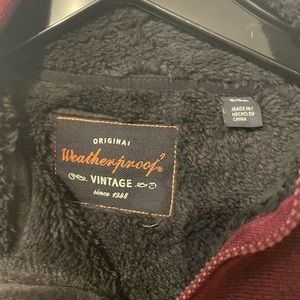 ORIGINAL
Weatherproof®
VINTAGE
since 1948
MADE IN/
HECHO EN
CHINA